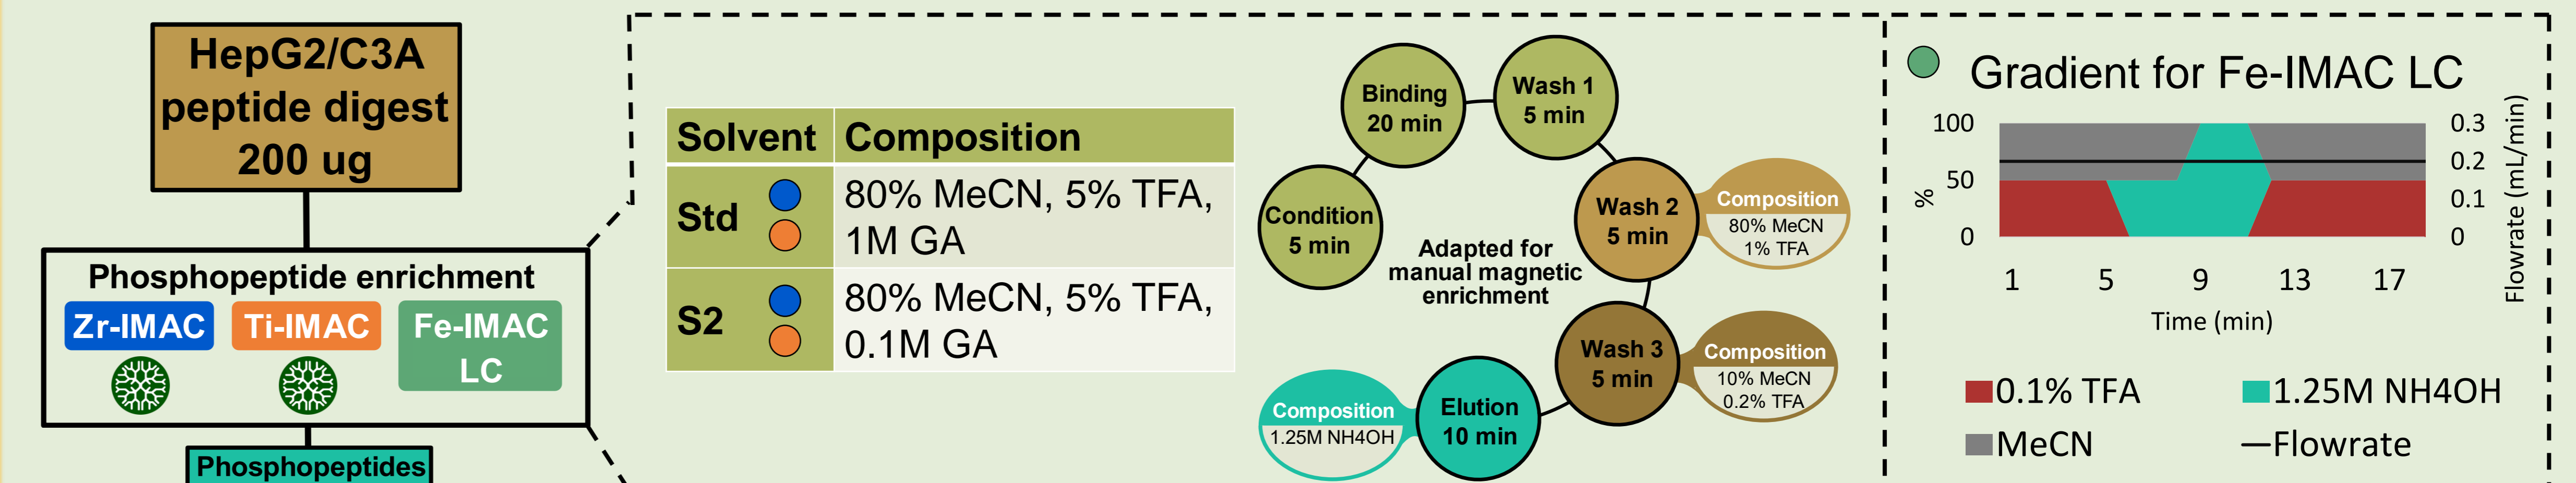 HepG2/C3A
peptide digest
200 ug
Phosphopeptide enrichment
Zr-IMAC
Ti-IMAC
Fe-IMAC
LC
Phosphopeptides
Solvent Composition
Std 80% MeCN, 5% TFA,
1M GA
S2 80% MeCN, 5% TFA,
0.1M GA
Condition
5 min
Binding
20 min
Wash 1
5 min
Wash 2
5 min
Composition
80% MeCN
1% TFA
Adapted for
manual magnetic
enrichment
Wash 3
5 min
Composition
10% MeCN
0.2% TFA
Elution
10 min
Composition
1.25M NH4OH
Gradient for Fe-IMAC LC
100
50
0
%
0.3
0.2
0.1
0
Flowrate (mL/min)
1 5 9 13 17
Time (min)
0.1% TFA
1.25M NH4OH
MeCN
Flowrate